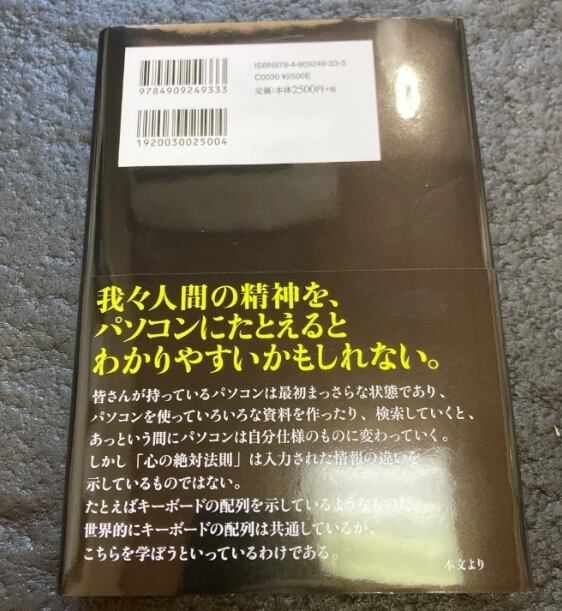 ISBN978-4-909249-33-3
C0030 ¥2500E
定価:本体2500円+税
9784909249333
1920030025004
我々人間の精神を、
パソコンにたとえると
わかりやすいかもしれない。
皆さんが持っているパソコンは最初まっさらな状態であり、
パソコンを使っていろいろな資料を作ったり、検索していくと、
あっという間にパソコンは自分仕様のものに変わっていく。
しかし「心の絶対法則」は入力された情報の違いを
示しているものではない。
たとえばキーボードの配列を示しているようなものだ。
世界的にキーボードの配列は共通しているが、
こちらを学ぼうといっているわけである。
本文より